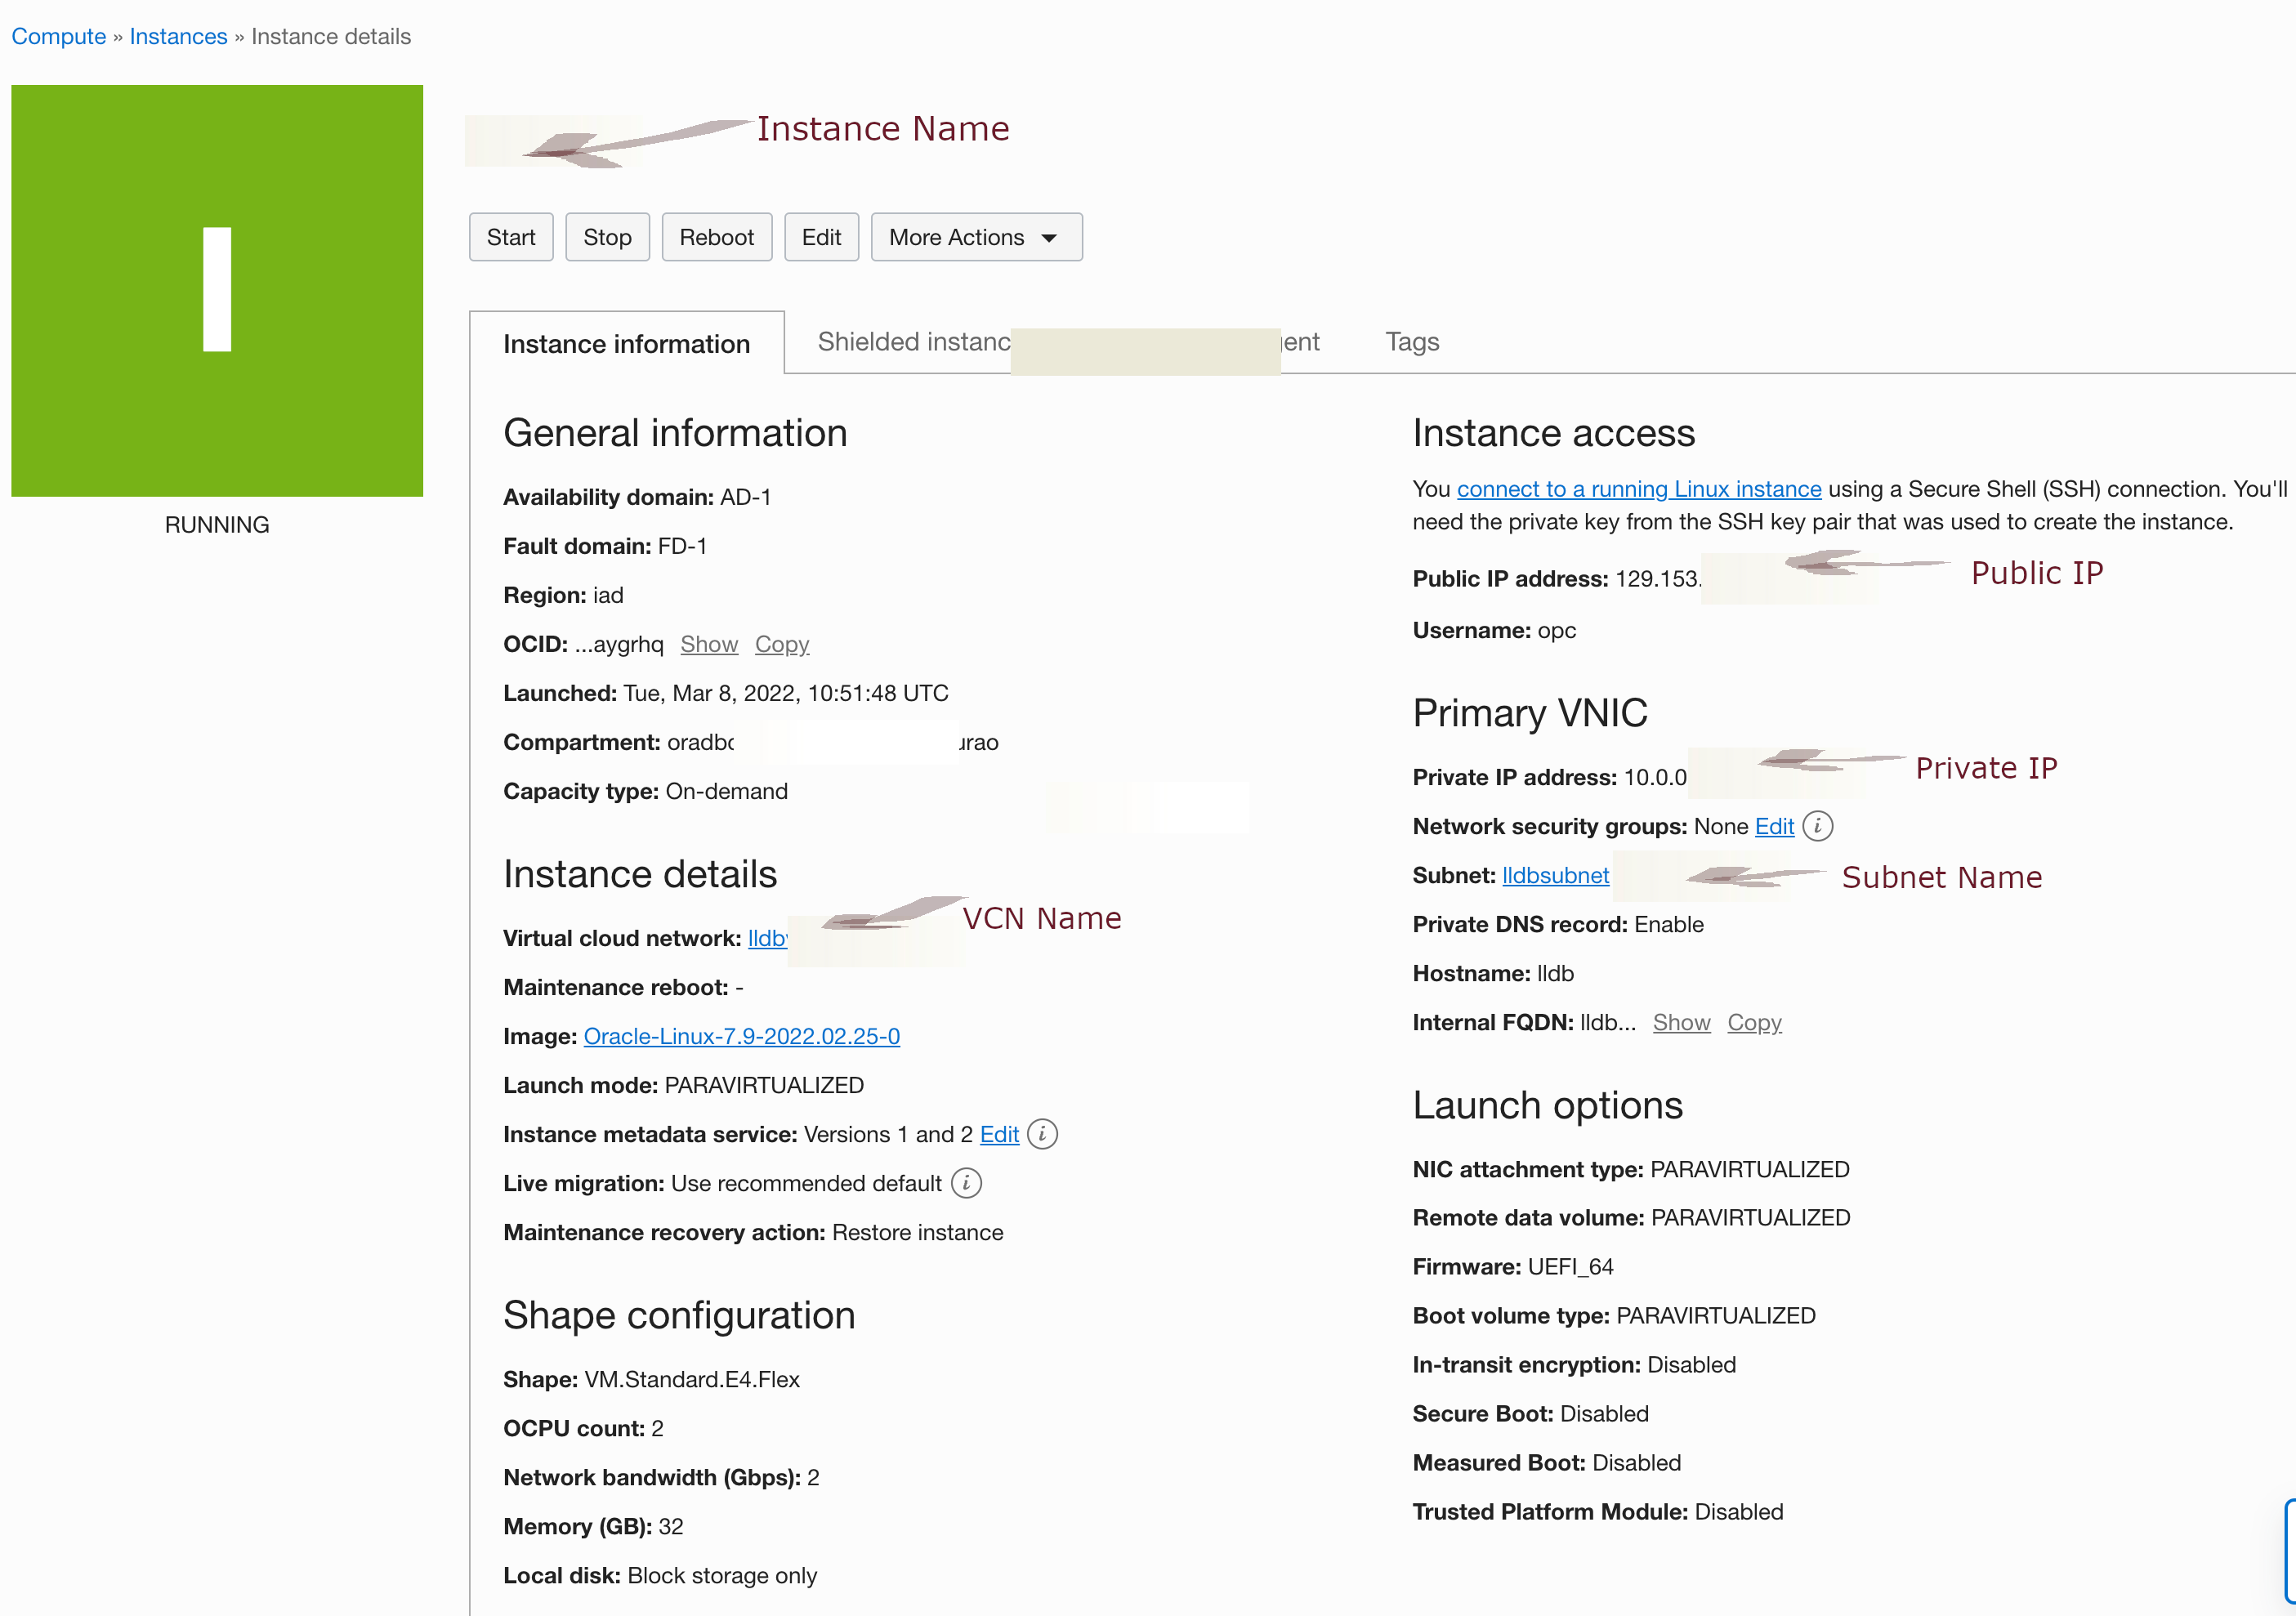 Compute » Instances » Instance details
I
RUNNING
Instance Name
Start Stop Reboot Edit More Actions
Instance information Shielded Tags
General information
Availability domain: AD-1
Fault domain: FD-1
Region: iad
OCID: ...aygrhq Show Copy
Launched: Tue, Mar 8, 2022, 10:51:48 UTC
Compartment:
Capacity type: On-demand
Instance details
VCN Name
Virtual cloud network:
Maintenance reboot: -
Image: Oracle-Linux-7.9-2022.02.25-0
Launch mode: PARAVIRTUALIZED
Instance metadata service: Versions 1 and 2 Edit i
Live migration: Use recommended default i
Maintenance recovery action: Restore instance
Shape configuration
Shape: VM.Standard.E4.Flex
OCPU count: 2
Network bandwidth (Gbps): 2
Memory (GB): 32
Local disk: Block storage only
Instance access
You connect to a running Linux instance using a Secure Shell (SSH) connection. You'll
need the private key from the SSH key pair that was used to create the instance.
Public IP address: 129.153. Public IP
Username: opc
Primary VNIC
Private IP address: 10.0.0 Private IP
Network security groups: None Edit i
Subnet: lldbsubnet Subnet Name
Private DNS record: Enable
Hostname: lldb
Internal FQDN: lldb... Show Copy
Launch options
NIC attachment type: PARAVIRTUALIZED
Remote data volume: PARAVIRTUALIZED
Firmware: UEFI_64
Boot volume type: PARAVIRTUALIZED
In-transit encryption: Disabled
Secure Boot: Disabled
Measured Boot: Disabled
Trusted Platform Module: Disabled